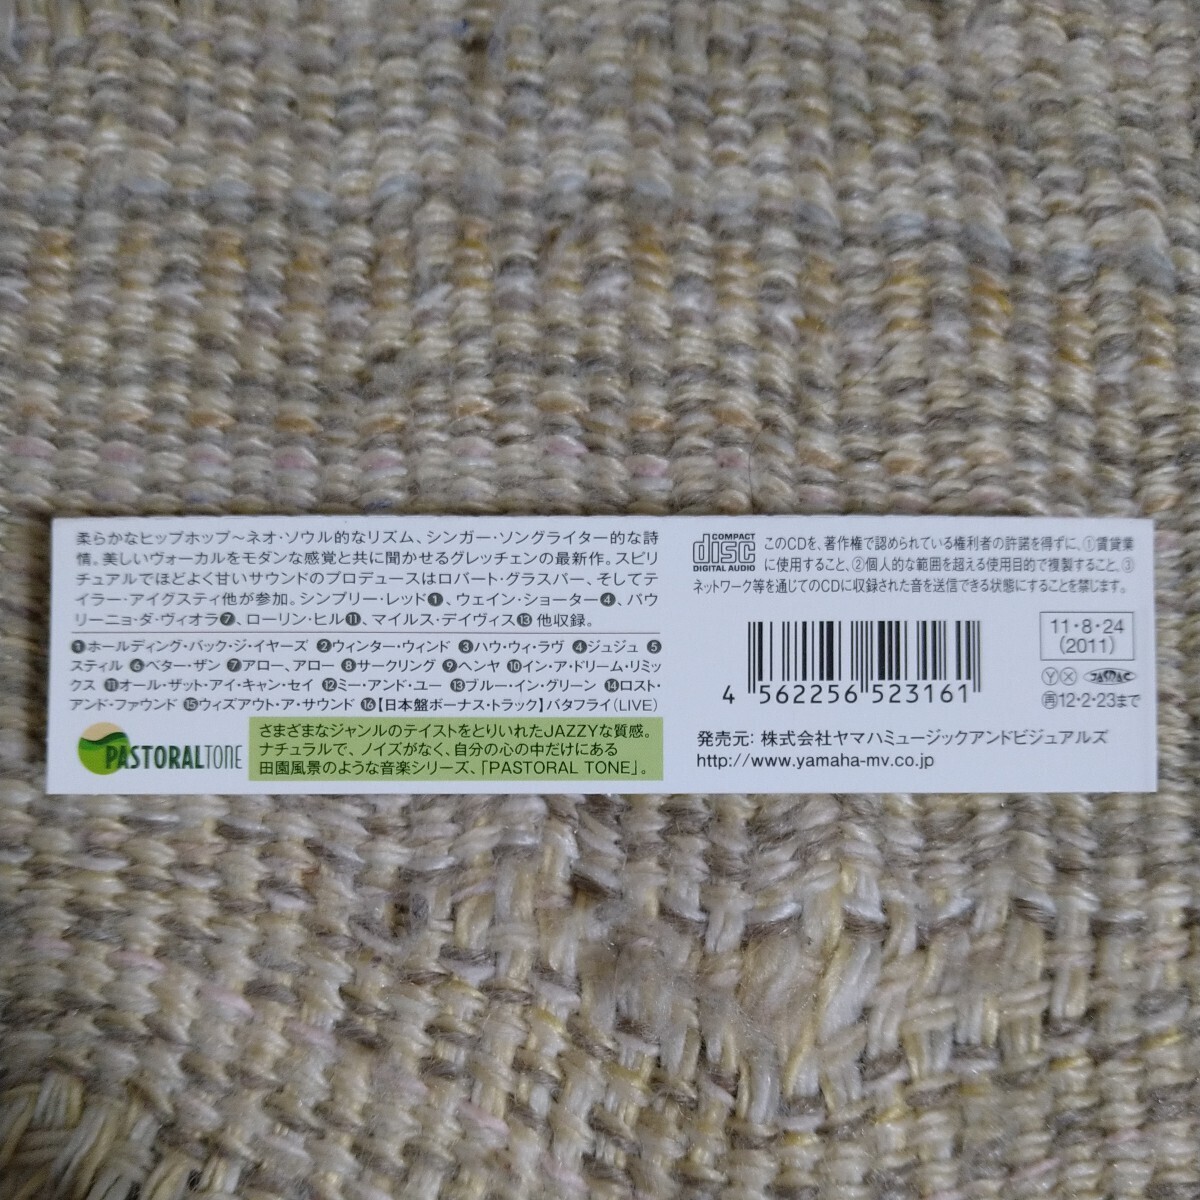 柔らかなヒップホップ～ネオ・ソウル的なリズム、シンガー・ソングライター的な詩
情。美しいヴォーカルをモダンな感覚と共に聞かせるグレッチェンの最新作。スピリ
チュアルでほどよく甘いサウンドのプロデュースはロバート・グラスパー、そしてテ
イラー・アイグスティ他が参加。シンプリー・レッド❶、ウェイン・ショーター❹、パウ
リーニョ・ダ・ヴィオラ❼、ローリン・ヒル⓫、マイルス・デイヴィス⓭他収録。
❶ホールディング・バック・ジ・イヤーズ ❷ウィンター・ウィンド ❸ハウ・ウィ・ラヴ ❹ジュジュ ❺
スティル ❻ベター・ザン ❼アロー、アロー ❽サークリング ❾ヘンヤ ❿イン・ア・ドリーム・リミッ
クス ⓫オール・ザット・アイ・キャン・セイ ⓬ミー・アンド・ユー ⓭ブルー・イン・グリーン ⓮ロスト・
アンド・ファウンド ⓯ウィズアウト・ア・サウンド ⓰【日本盤ボーナス・トラック】バタフライ(LIVE)
PASTORALTONE
さまざまなジャンルのテイストをとりいれたJAZZYな質感。
ナチュラルで、ノイズがなく、自分の心の中だけにある
田園風景のような音楽シリーズ、「PASTORAL TONE」。
COMPACT
disc
DIGITAL AUDIO
このCDを、著作権で認められている権利者の許諾を得ずに、①賃貸業
に使用すること、②個人的な範囲を超える使用目的で複製すること、③
ネットワーク等を通じてのCDに収録された音を送信できる状態にすることを禁じます。
4 562256 523161
11・8・24
(2011)
Ⓨ Ⓧ JASRAC
㊞12・2・23まで
発売元: 株式会社ヤマハミュージックアンドビジュアルズ
http://www.yamaha-mv.co.jp